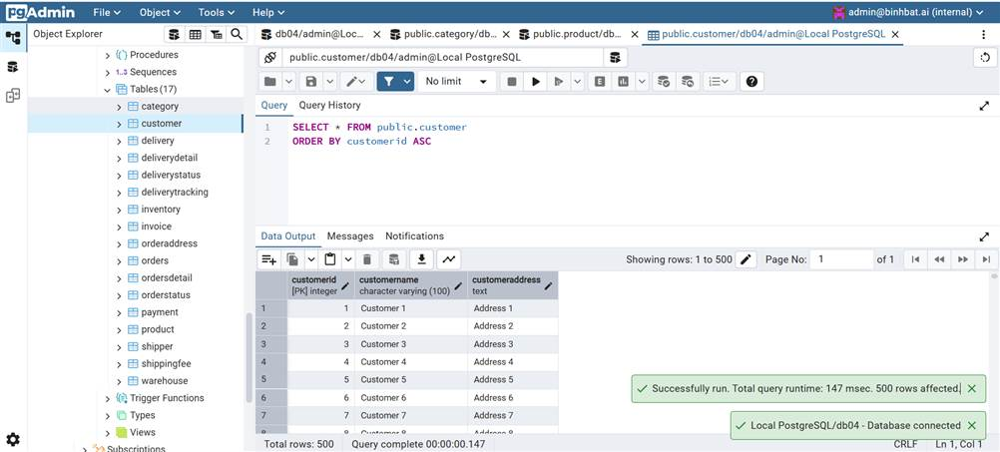 pgAdmin File Object Tools Help admin@binhbat.ai (internal)
Object Explorer
db04/admin@Loc... public.category/db... public.product/db... public.customer/db04/admin@Local PostgreSQL
Procedures
Sequences
Tables (17)
category
customer
delivery
deliverydetail
deliverystatus
deliverytracking
inventory
invoice
orderaddress
orders
ordersdetail
orderstatus
payment
product
shipper
shippingfee
warehouse
Trigger Functions
Types
Views
Subscriptions
public.customer/db04/admin@Local PostgreSQL
No limit
Query Query History
1 SELECT * FROM public.customer
2 ORDER BY customerid ASC
Data Output Messages Notifications
Showing rows: 1 to 500 Page No: 1 of 1
customerid customername customeraddress
[PK] integer character varying (100) text
1 1 Customer 1 Address 1
2 2 Customer 2 Address 2
3 3 Customer 3 Address 3
4 4 Customer 4 Address 4
5 5 Customer 5 Address 5
6 6 Customer 6 Address 6
7 7 Customer 7 Address 7
8 8 Customer 8 Address 8
Successfully run. Total query runtime: 147 msec. 500 rows affected.
Local PostgreSQL/db04 - Database connected
Total rows: 500 Query complete 00:00:00.147 CRLF Ln 1, Col 1